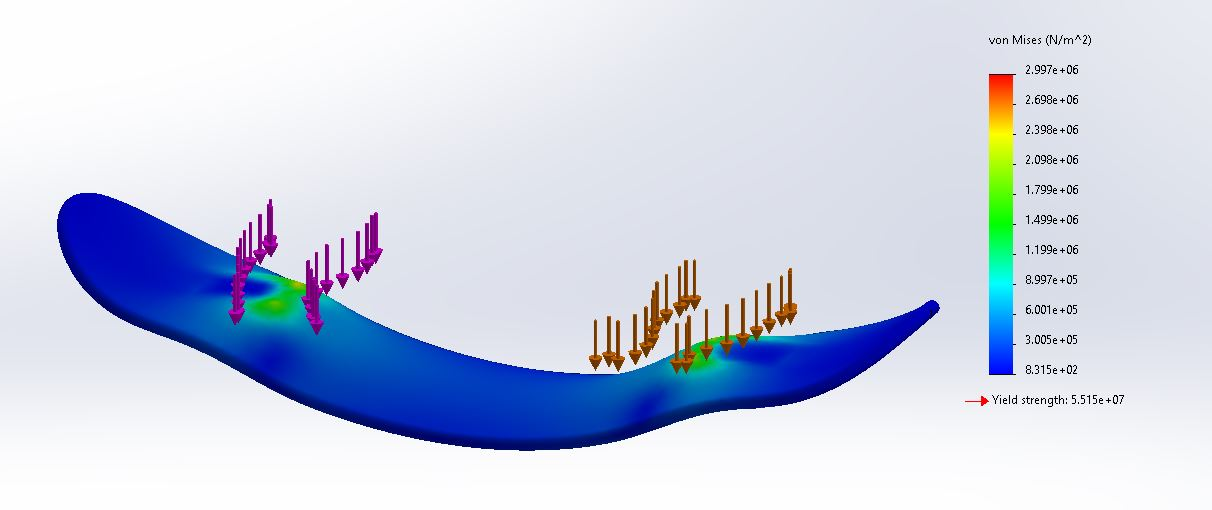 von Mises (N/m^2)
2.997e+06
2.698e+06
2.398e+06
2.098e+06
1.799e+06
1.499e+06
1.199e+06
8.997e+05
6.001e+05
3.005e+05
8.315e+02
Yield strength: 5.515e+07